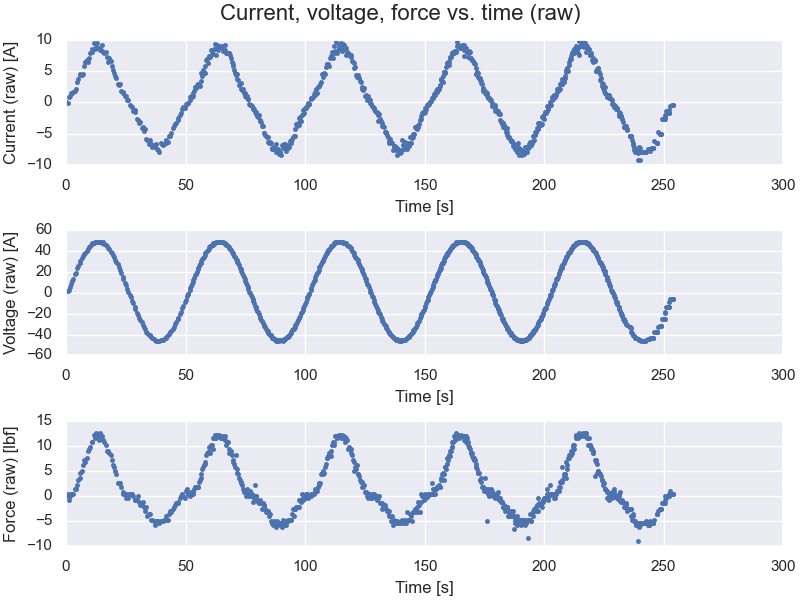 Current, voltage, force vs. time (raw)
Current (raw) [A]
10
5
0
−5
−10
0 50 100 150 200 250 300
Time [s]
Voltage (raw) [A]
60
40
20
0
−20
−40
−60
0 50 100 150 200 250 300
Time [s]
Force (raw) [lbf]
15
10
5
0
−5
−10
0 50 100 150 200 250 300
Time [s]